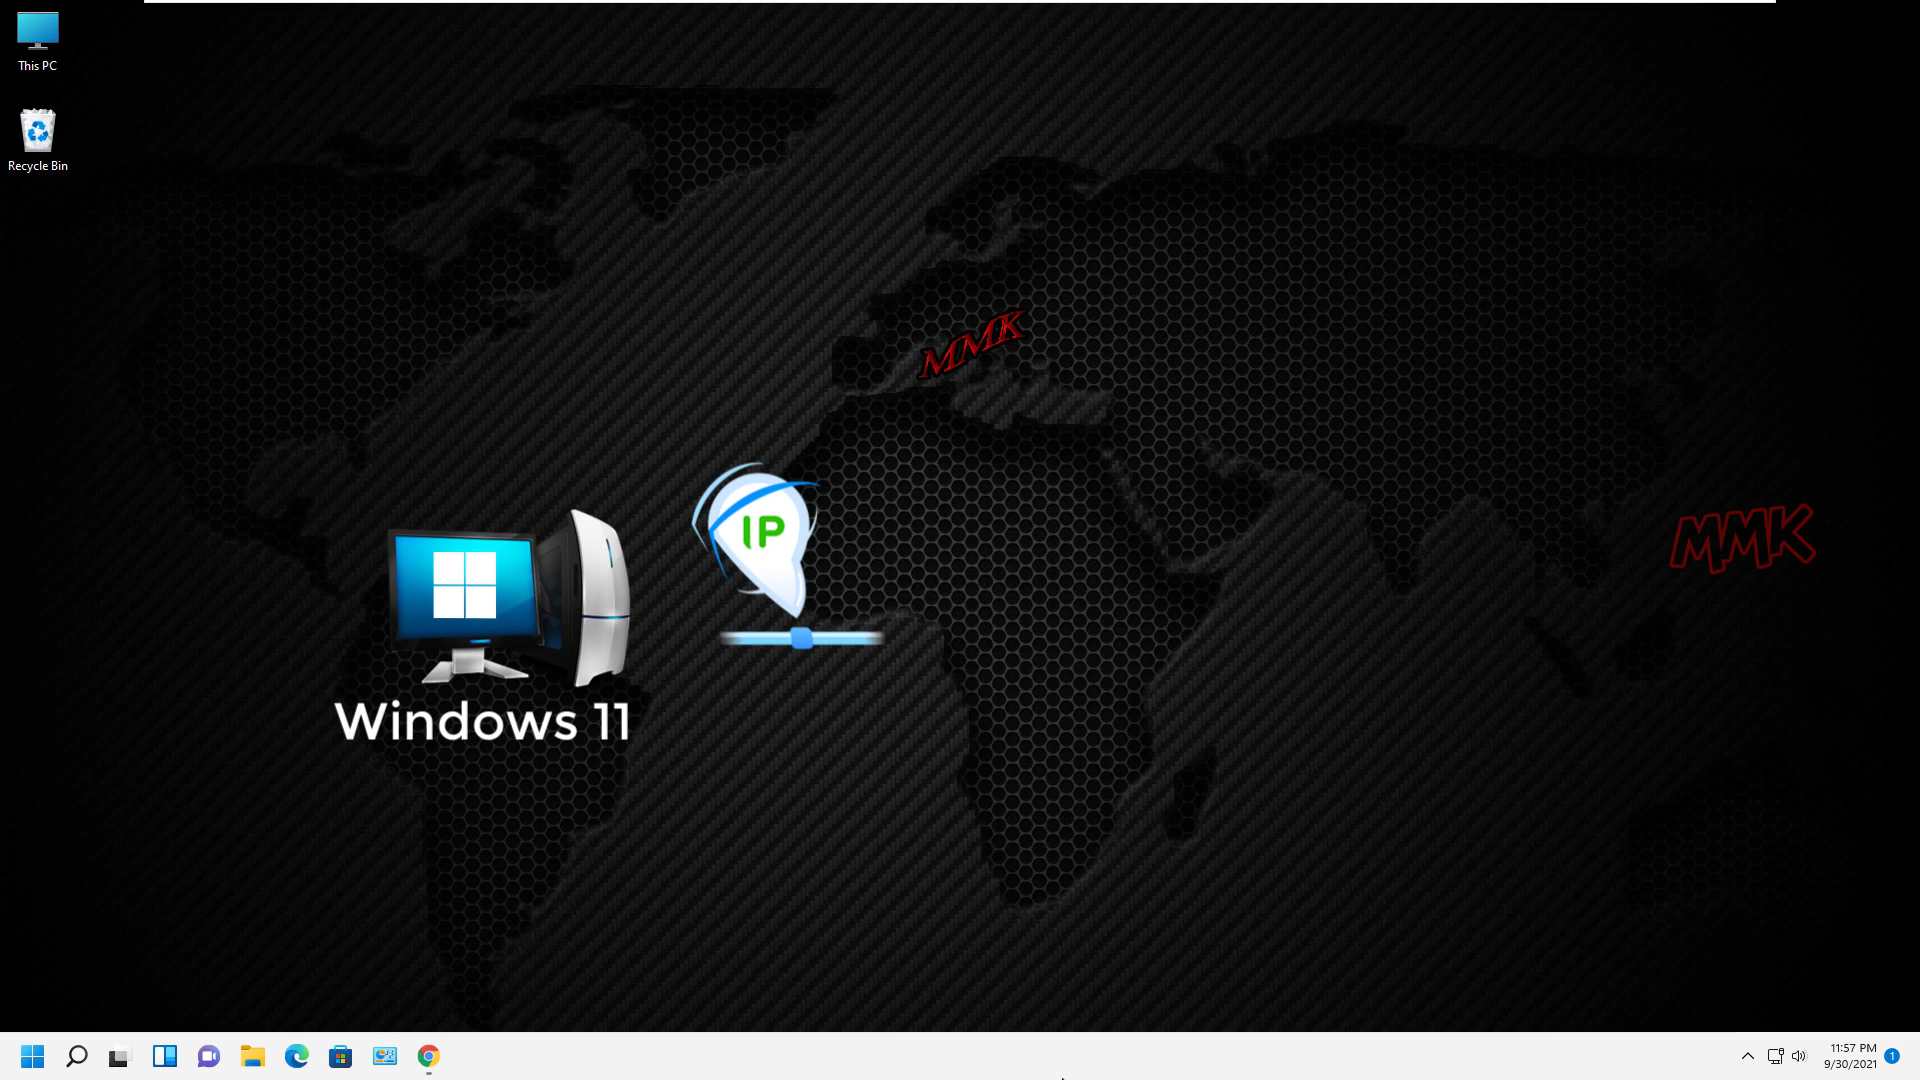 This PC
Recycle Bin
MMK
IP
MMK
Windows 11
11:57 PM
9/30/2021
1